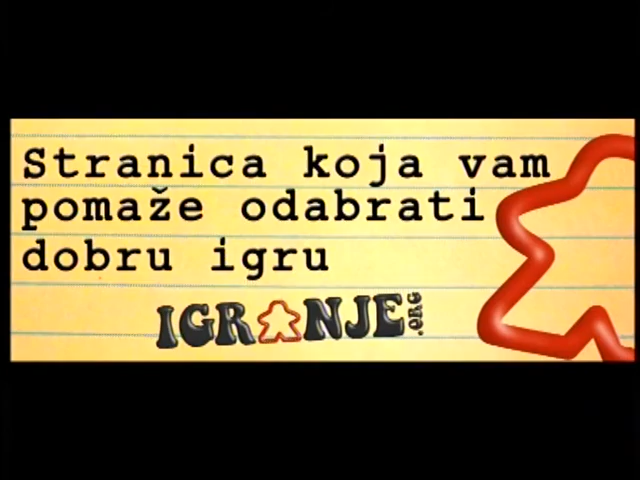 Stranica koja vam
pomaže odabrati
dobru igru
IGRANJE.org